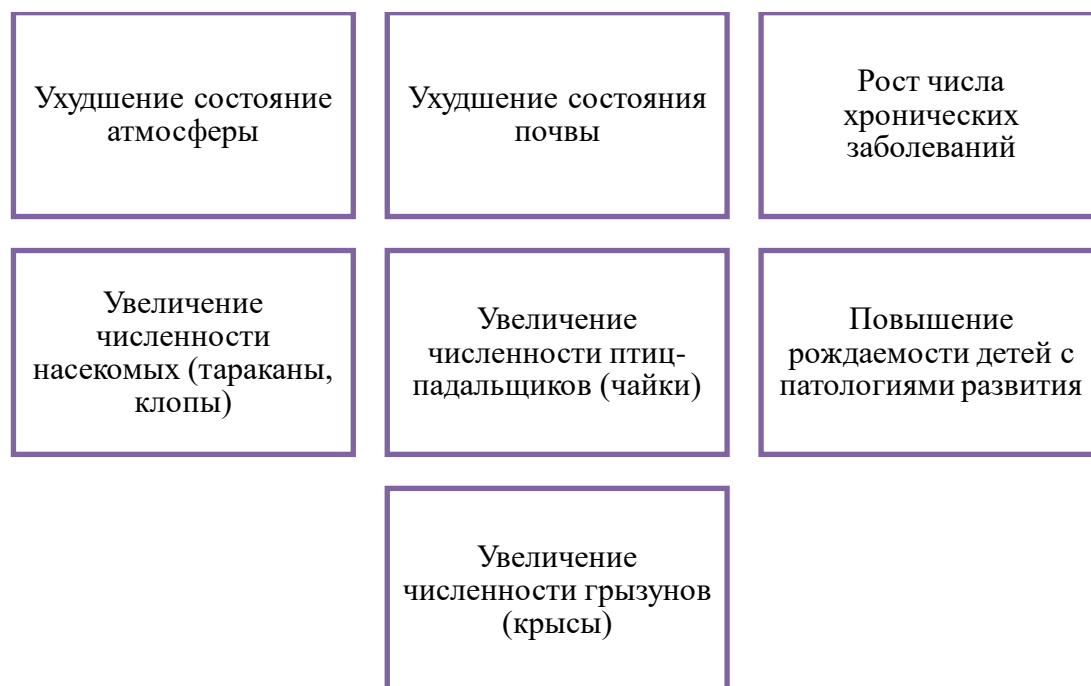 Ухудшение состояние
атмосферы
Ухудшение состояния
почвы
Рост числа
хронических
заболеваний
Увеличение
численности
насекомых (тараканы,
клопы)
Увеличение
численности птиц-
падальщиков (чайки)
Повышение
рождаемости детей с
патологиями развития
Увеличение
численности грызунов
(крысы)